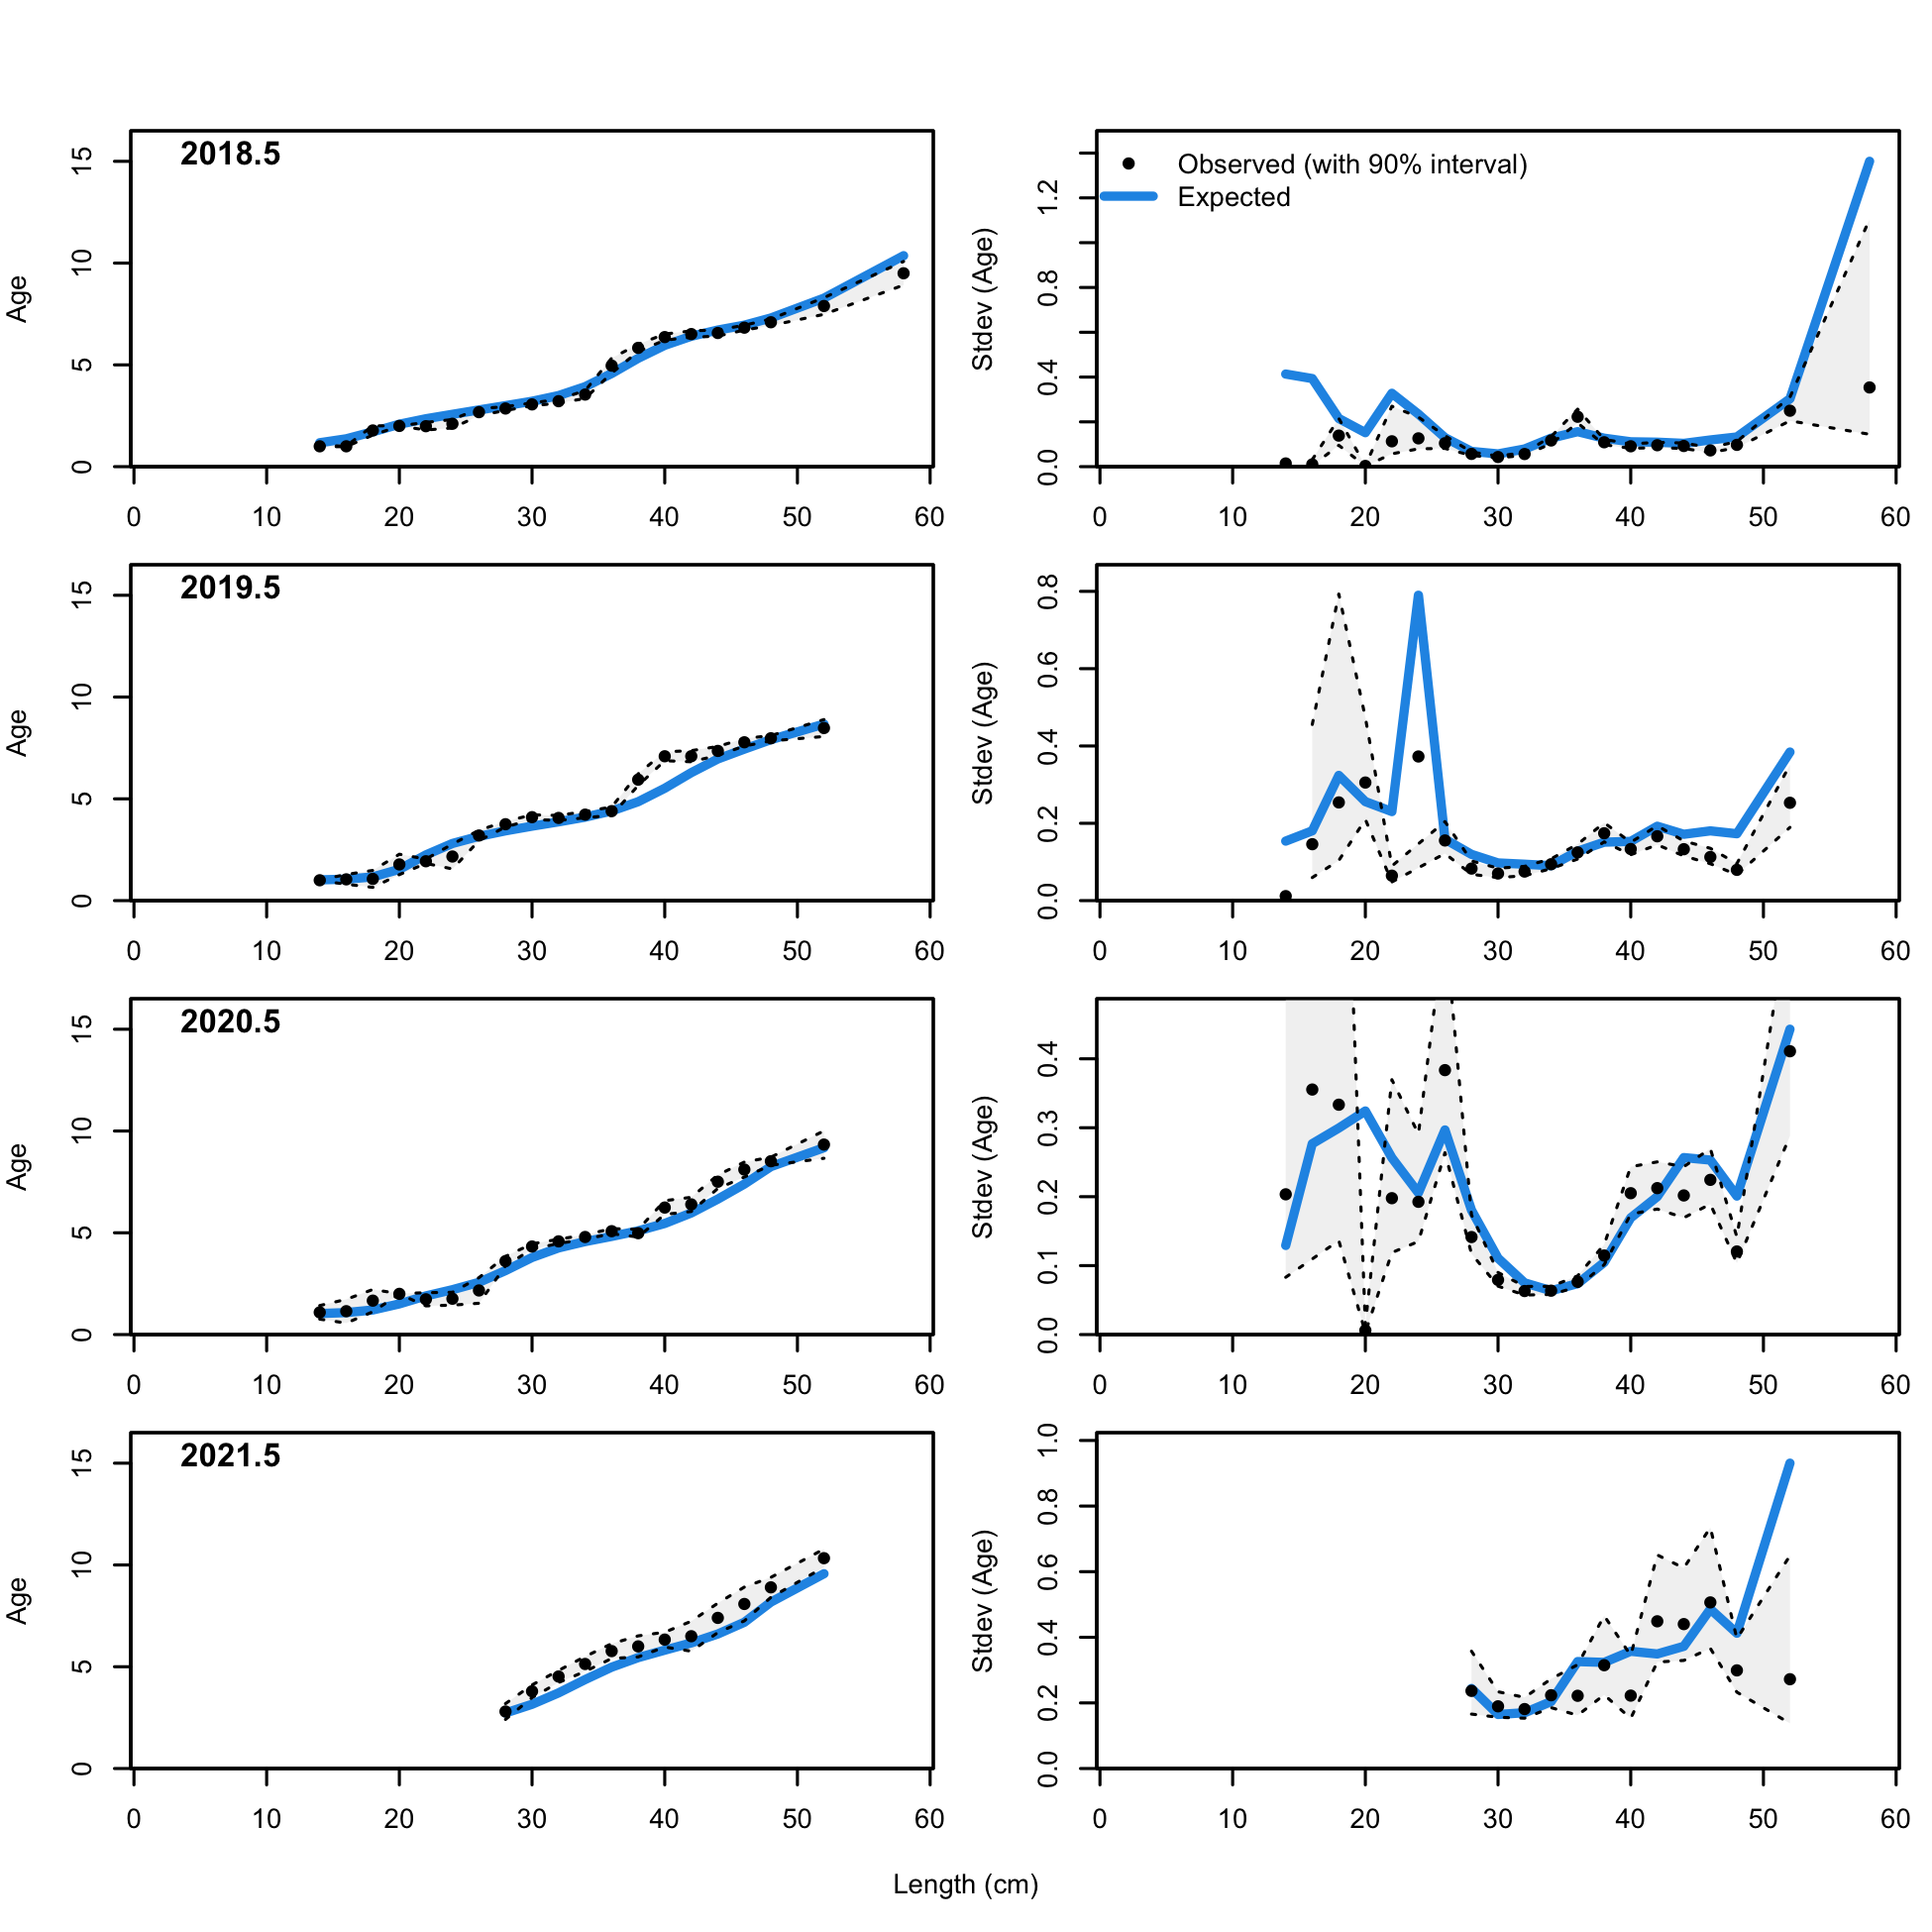 2018.5
Age
0 5 10 15
0 10 20 30 40 50 60
Observed (with 90% interval)
Expected
Stdev (Age)
0.0 0.4 0.8 1.2
0 10 20 30 40 50 60
2019.5
Age
0 5 10 15
0 10 20 30 40 50 60
Stdev (Age)
0.0 0.2 0.4 0.6 0.8
0 10 20 30 40 50 60
2020.5
Age
0 5 10 15
0 10 20 30 40 50 60
Stdev (Age)
0.0 0.1 0.2 0.3 0.4
0 10 20 30 40 50 60
2021.5
Age
0 5 10 15
0 10 20 30 40 50 60
Stdev (Age)
0.0 0.2 0.4 0.6 0.8 1.0
0 10 20 30 40 50 60
Length (cm)